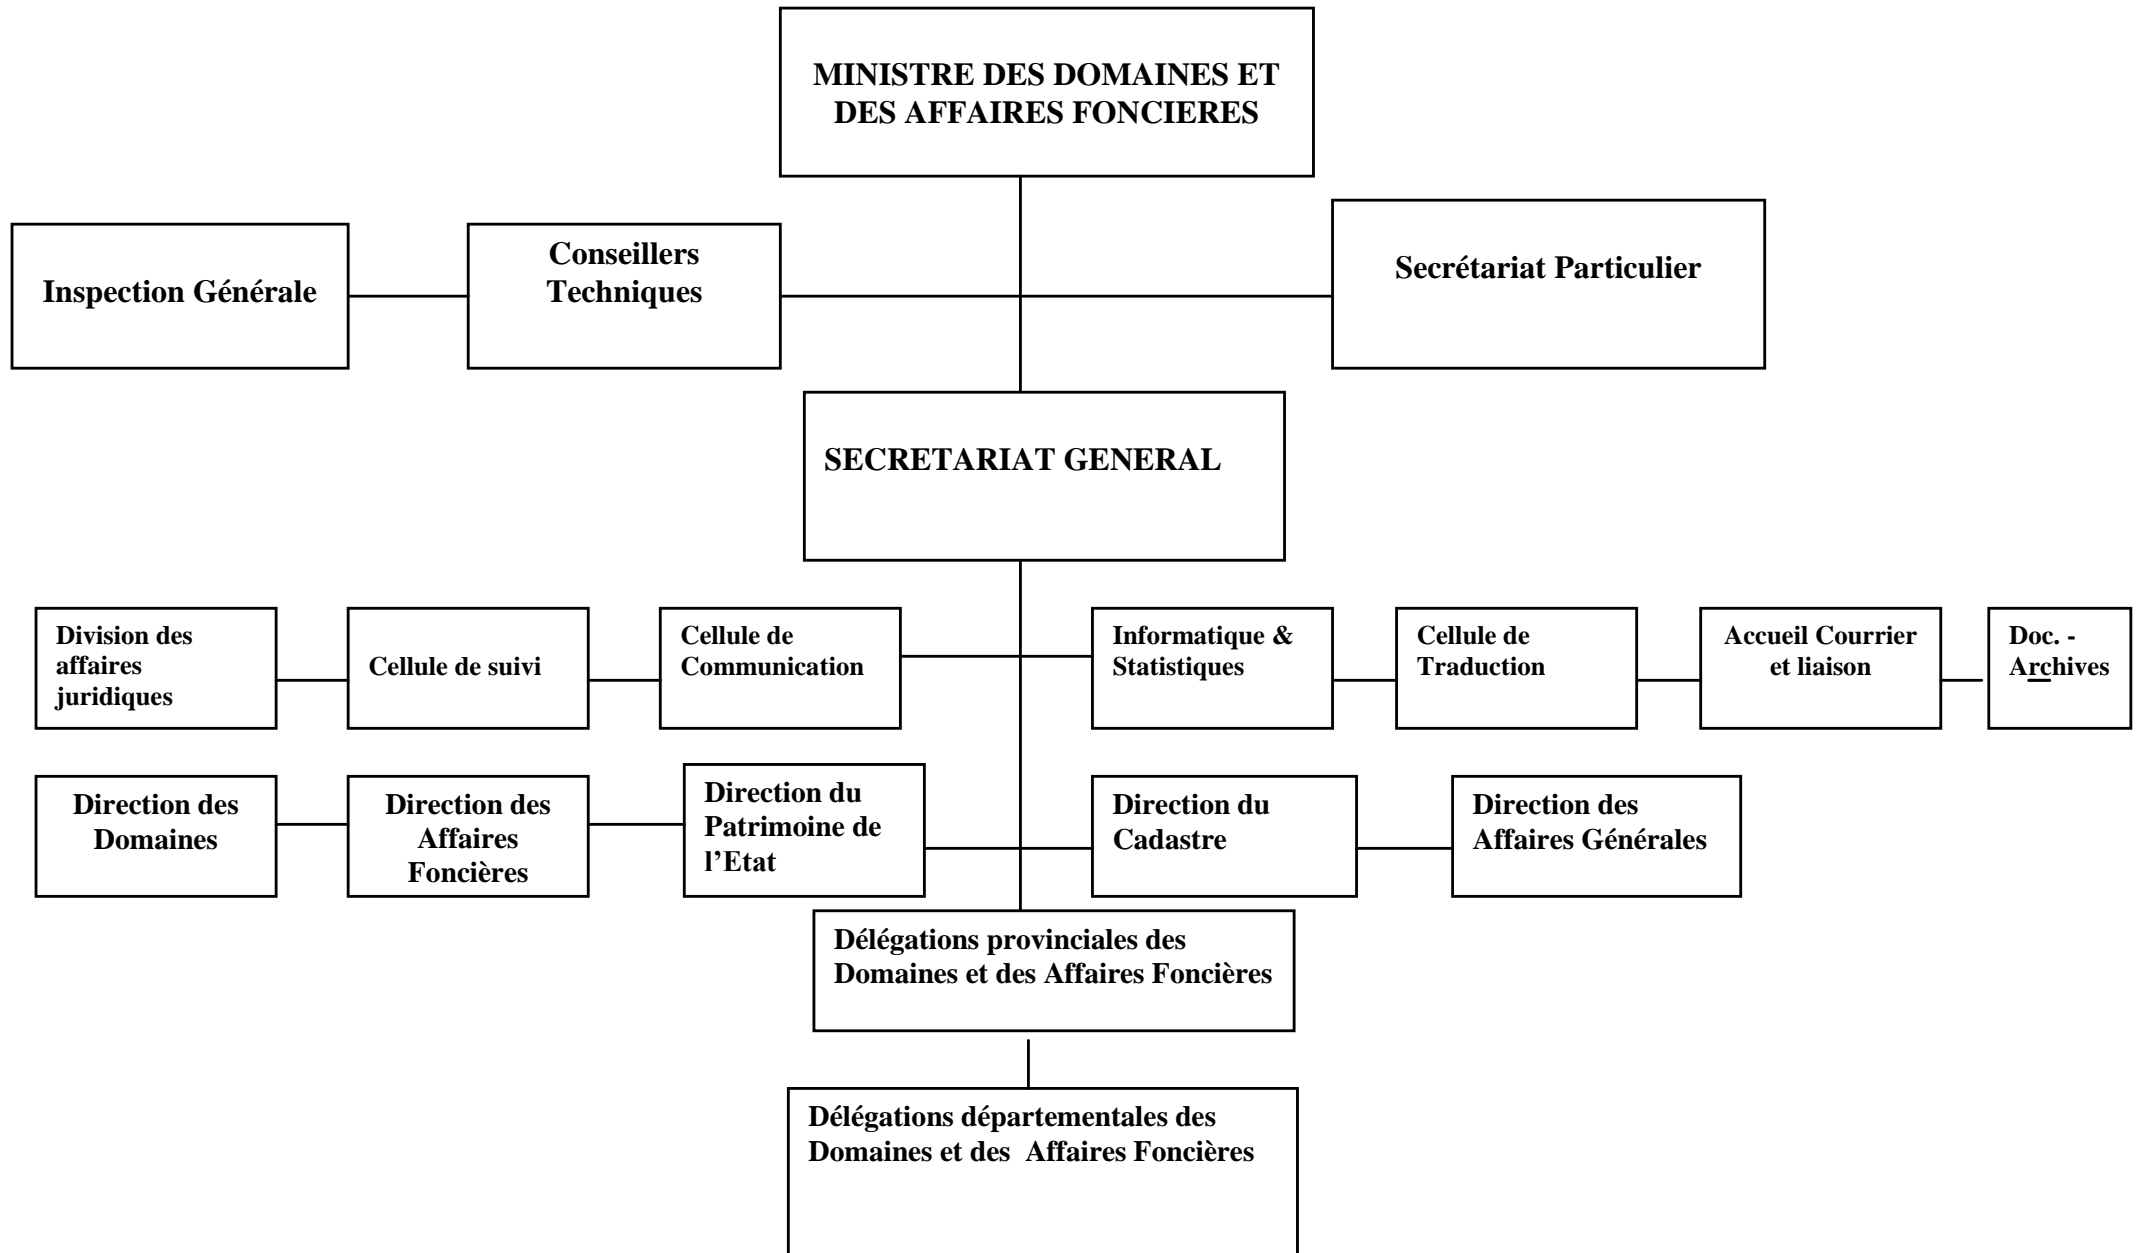 MINISTRE DES DOMAINES ET
DES AFFAIRES FONCIERES
Inspection Générale
Conseillers
Techniques
Secrétariat Particulier
SECRETARIAT GENERAL
Division des
affaires
juridiques
Cellule de suivi
Cellule de
Communication
Informatique &
Statistiques
Cellule de
Traduction
Accueil Courrier
et liaison
Doc. -
Archives
Direction des
Domaines
Direction des
Affaires
Foncières
Direction du
Patrimoine de
l’Etat
Direction du
Cadastre
Direction des
Affaires Générales
Délégations provinciales des
Domaines et des Affaires Foncières
Délégations départementales des
Domaines et des  Affaires Foncières